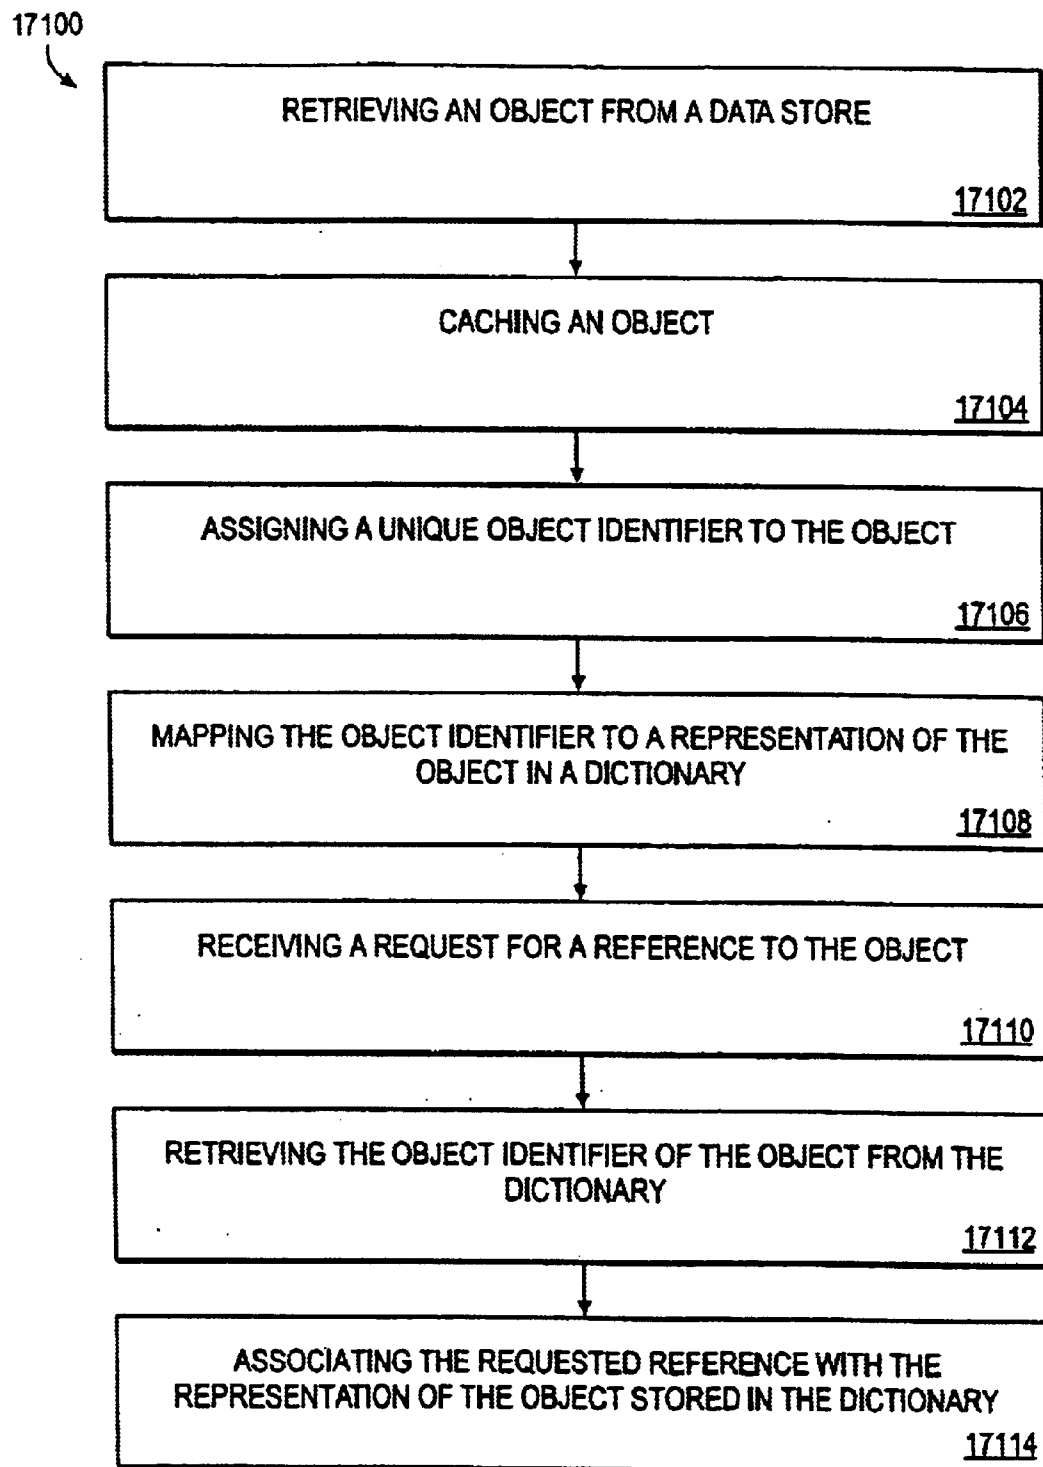 17100
RETRIEVING AN OBJECT FROM A DATA STORE
17102
CACHING AN OBJECT
17104
ASSIGNING A UNIQUE OBJECT IDENTIFIER TO THE OBJECT
17106
MAPPING THE OBJECT IDENTIFIER TO A REPRESENTATION OF THE
OBJECT IN A DICTIONARY
17108
RECEIVING A REQUEST FOR A REFERENCE TO THE OBJECT
17110
RETRIEVING THE OBJECT IDENTIFIER OF THE OBJECT FROM THE
DICTIONARY
17112
ASSOCIATING THE REQUESTED REFERENCE WITH THE
REPRESENTATION OF THE OBJECT STORED IN THE DICTIONARY
17114